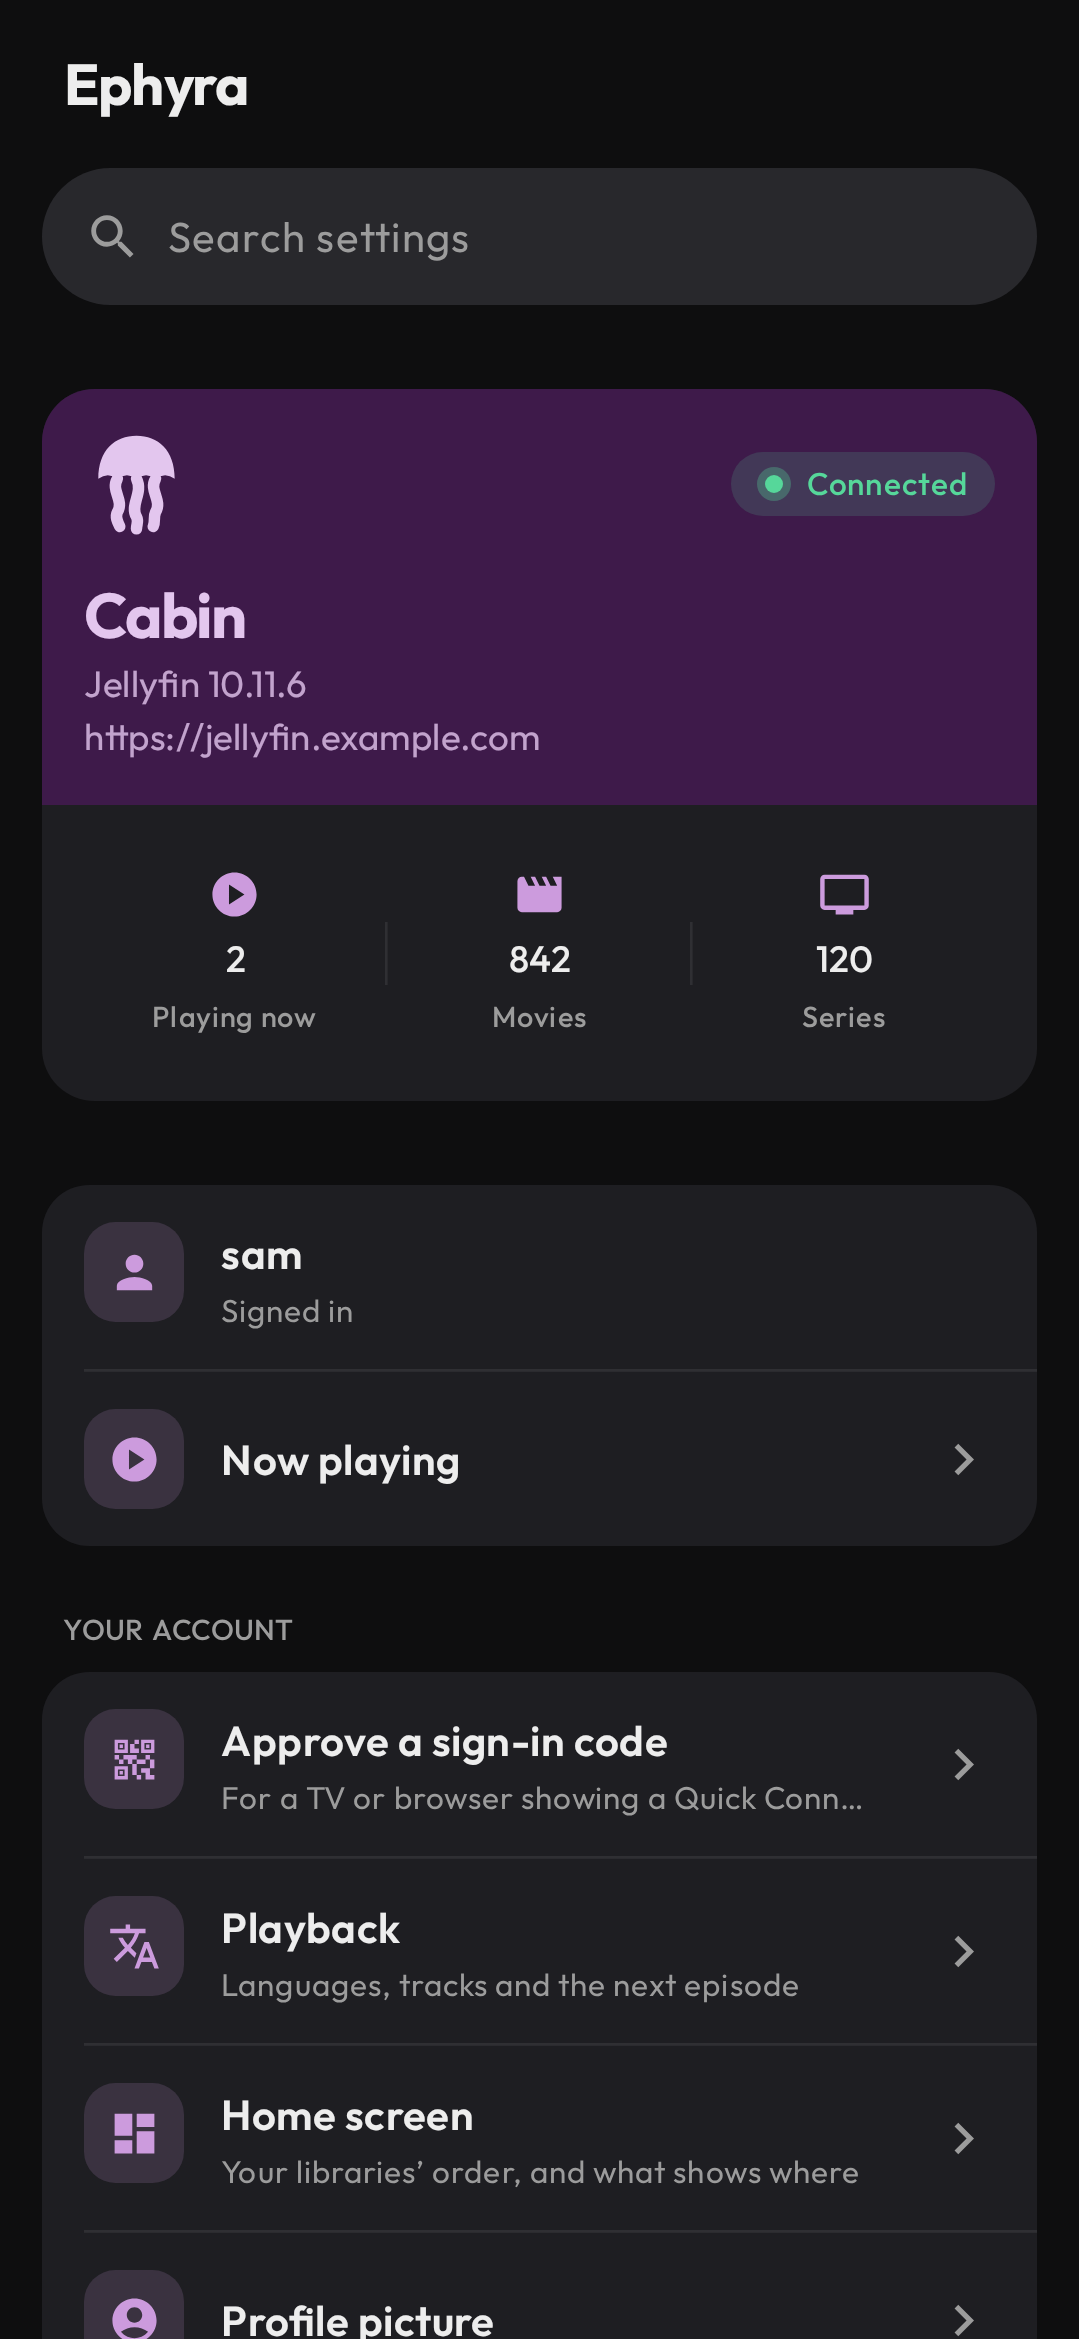 Ephyra
Search settings
Connected
Cabin
Jellyfin 10.11.6
https://jellyfin.example.com
2
842
120
Playing now
Movies
Series
sam
Signed in
Now playing
YOUR ACCOUNT
Approve a sign-in code
For a TV or browser showing a Quick Conn…
Playback
Languages, tracks and the next episode
Home screen
Your libraries’ order, and what shows where
Profile picture